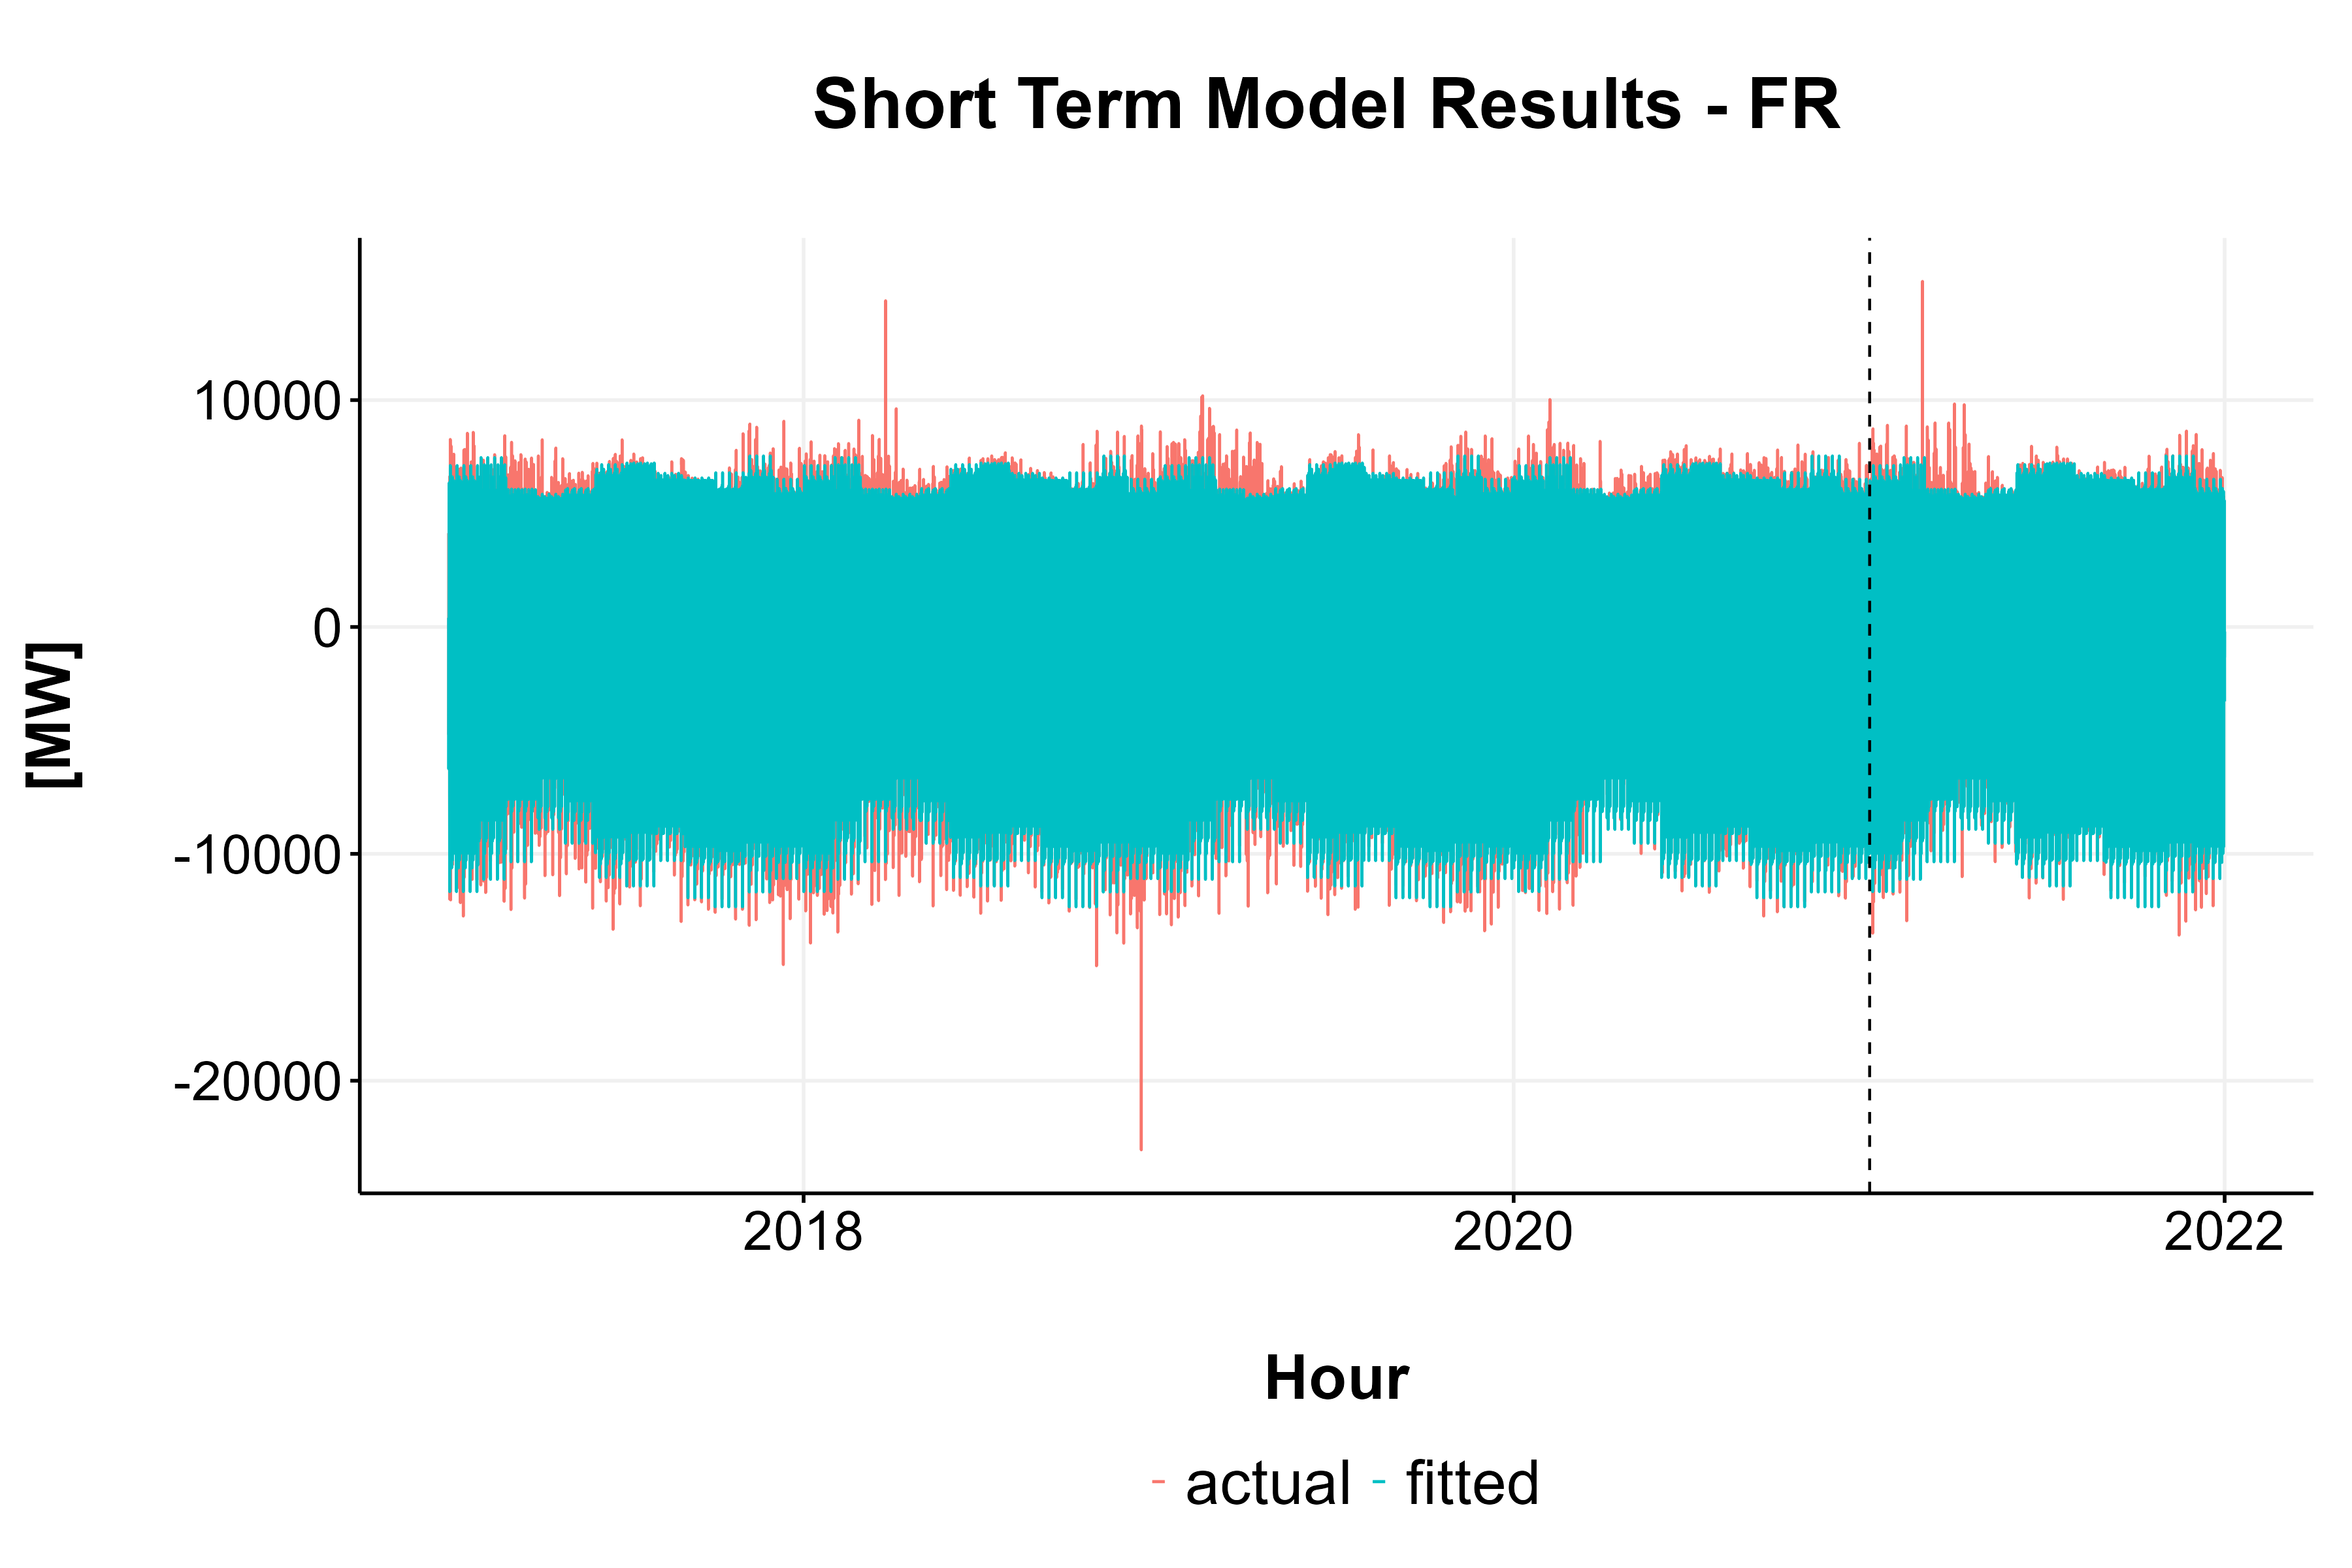 Short Term Model Results - FR
[MW]
10000
0
-10000
-20000
2018 2020 2022
Hour
actual fitted